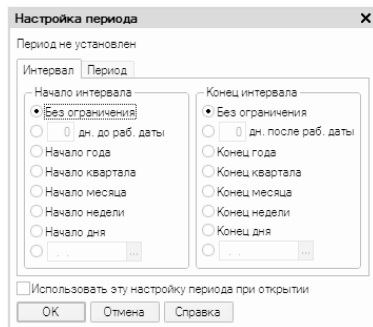 Настройка периода
Период не установлен
Интервал Период
Начало интервала
Без ограничения
0 дн. до раб. даты
Начало года
Начало квартала
Начало месяца
Начало недели
Начало дня
. . ...
Конец интервала
Без ограничения
0 дн. после раб. даты
Конец года
Конец квартала
Конец месяца
Конец недели
Конец дня
. . ...
Использовать эту настройку периода при открытии
OK Отмена Справка